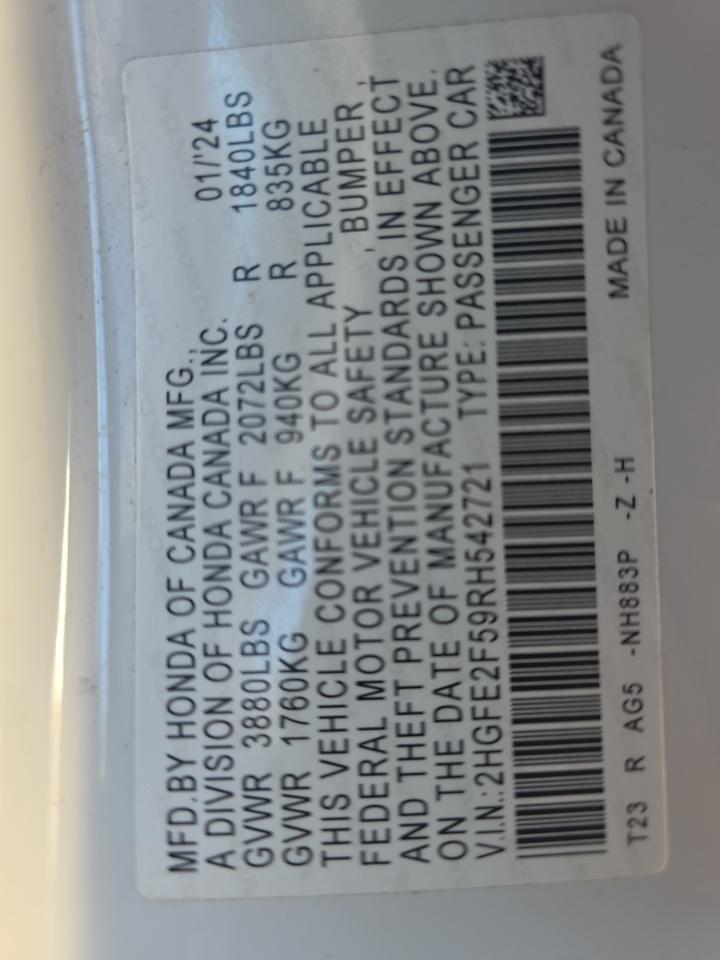 MFD.BY HONDA OF CANADA MFG., 01/'24
A DIVISION OF HONDA CANADA INC.
GVWR 3880LBS GAWR F 2072LBS R 1840LBS
GVWR 1760KG GAWR F 940KG R 835KG
THIS VEHICLE CONFORMS TO ALL APPLICABLE
FEDERAL MOTOR VEHICLE SAFETY , BUMPER ,
AND THEFT PREVENTION STANDARDS IN EFFECT
ON THE DATE OF MANUFACTURE SHOWN ABOVE.
V.I.N.:2HGFE2F59RH542721 TYPE: PASSENGER CAR
T23 R AG5 -NH883P -Z -H MADE IN CANADA